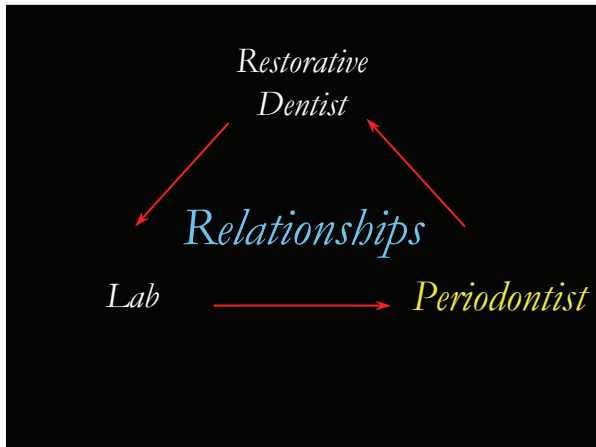 Restorative
Dentist
Relationships
Lab
Periodontist